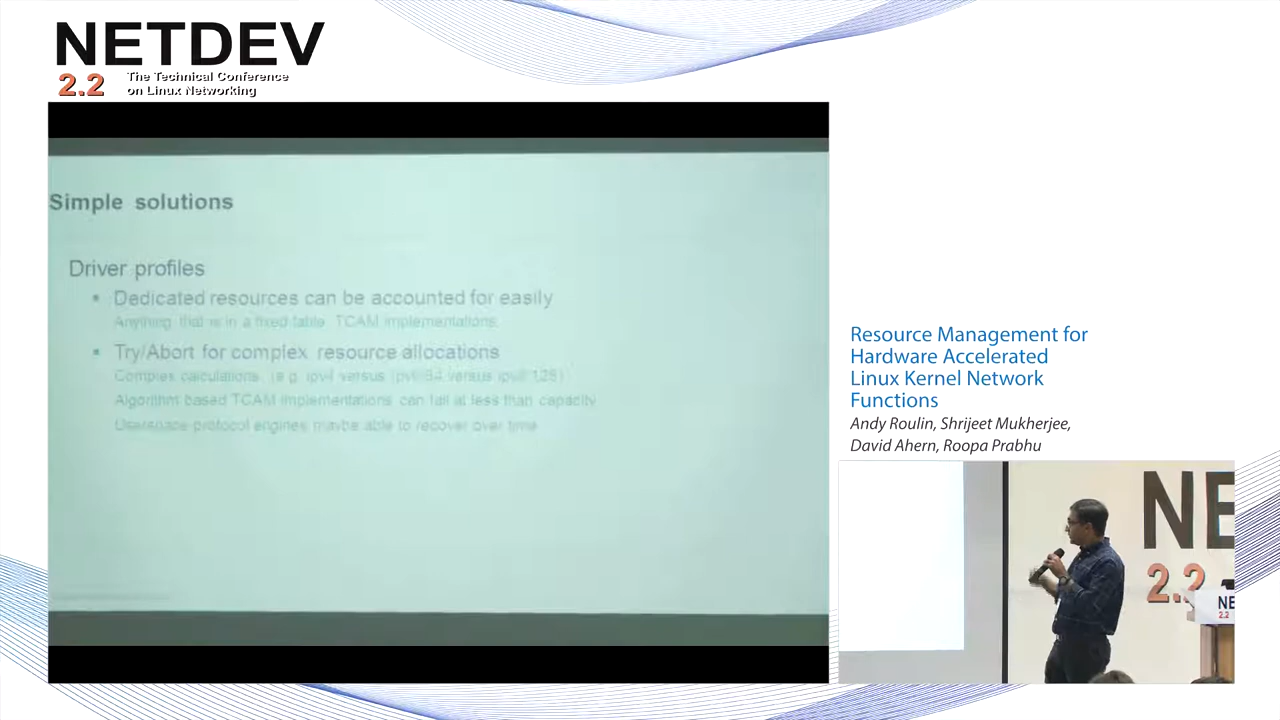 NETDEV
2.2
The Technical Conference
on Linux Networking
Simple solutions
Driver profiles
▪ Dedicated resources can be accounted for easily
Anything that is in a fixed table TCAM implementations
▪ Try/Abort for complex resource allocations
Complex calculations (e.g. ipv4 versus ipv6/64 versus ipv6/128)
Algorithm based TCAM implementations can fail at less than capacity
Userspace protocol engines maybe able to recover over time
Resource Management for
Hardware Accelerated
Linux Kernel Network
Functions
Andy Roulin, Shrijeet Mukherjee,
David Ahern, Roopa Prabhu
NE
2.2
NE
2.2